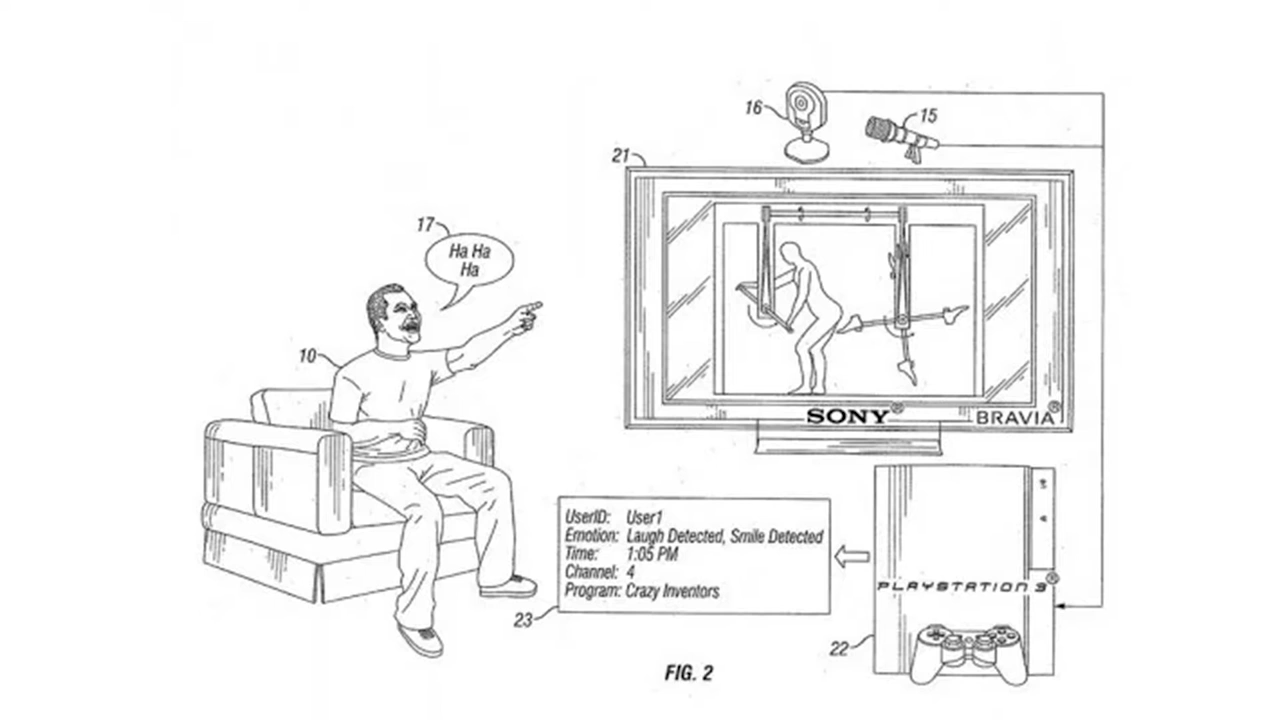 16
15
21
17
Ha Ha
Ha
10
SONY®
BRAVIA®
UserID: User1
Emotion: Laugh Detected, Smile Detected
Time: 1:05 PM
Channel: 4
Program: Crazy Inventors
23
PLAYSTATION 3®
22
FIG. 2